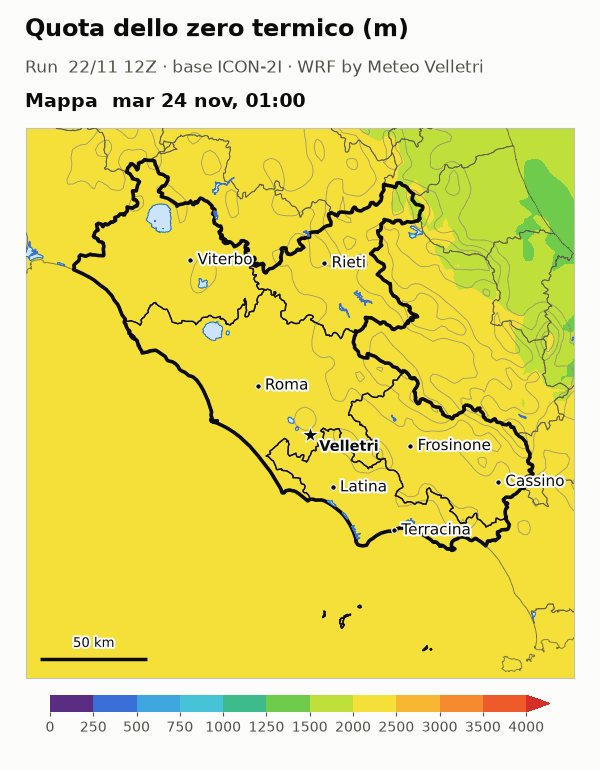 Quota dello zero termico (m)
Run  22/11 12Z · base ICON-2I · WRF by Meteo Velletri
Mappa  mar 24 nov, 01:00
Viterbo
Rieti
Roma
Velletri
Frosinone
Cassino
Latina
Terracina
50 km
0 250 500 750 1000 1250 1500 2000 2500 3000 3500 4000